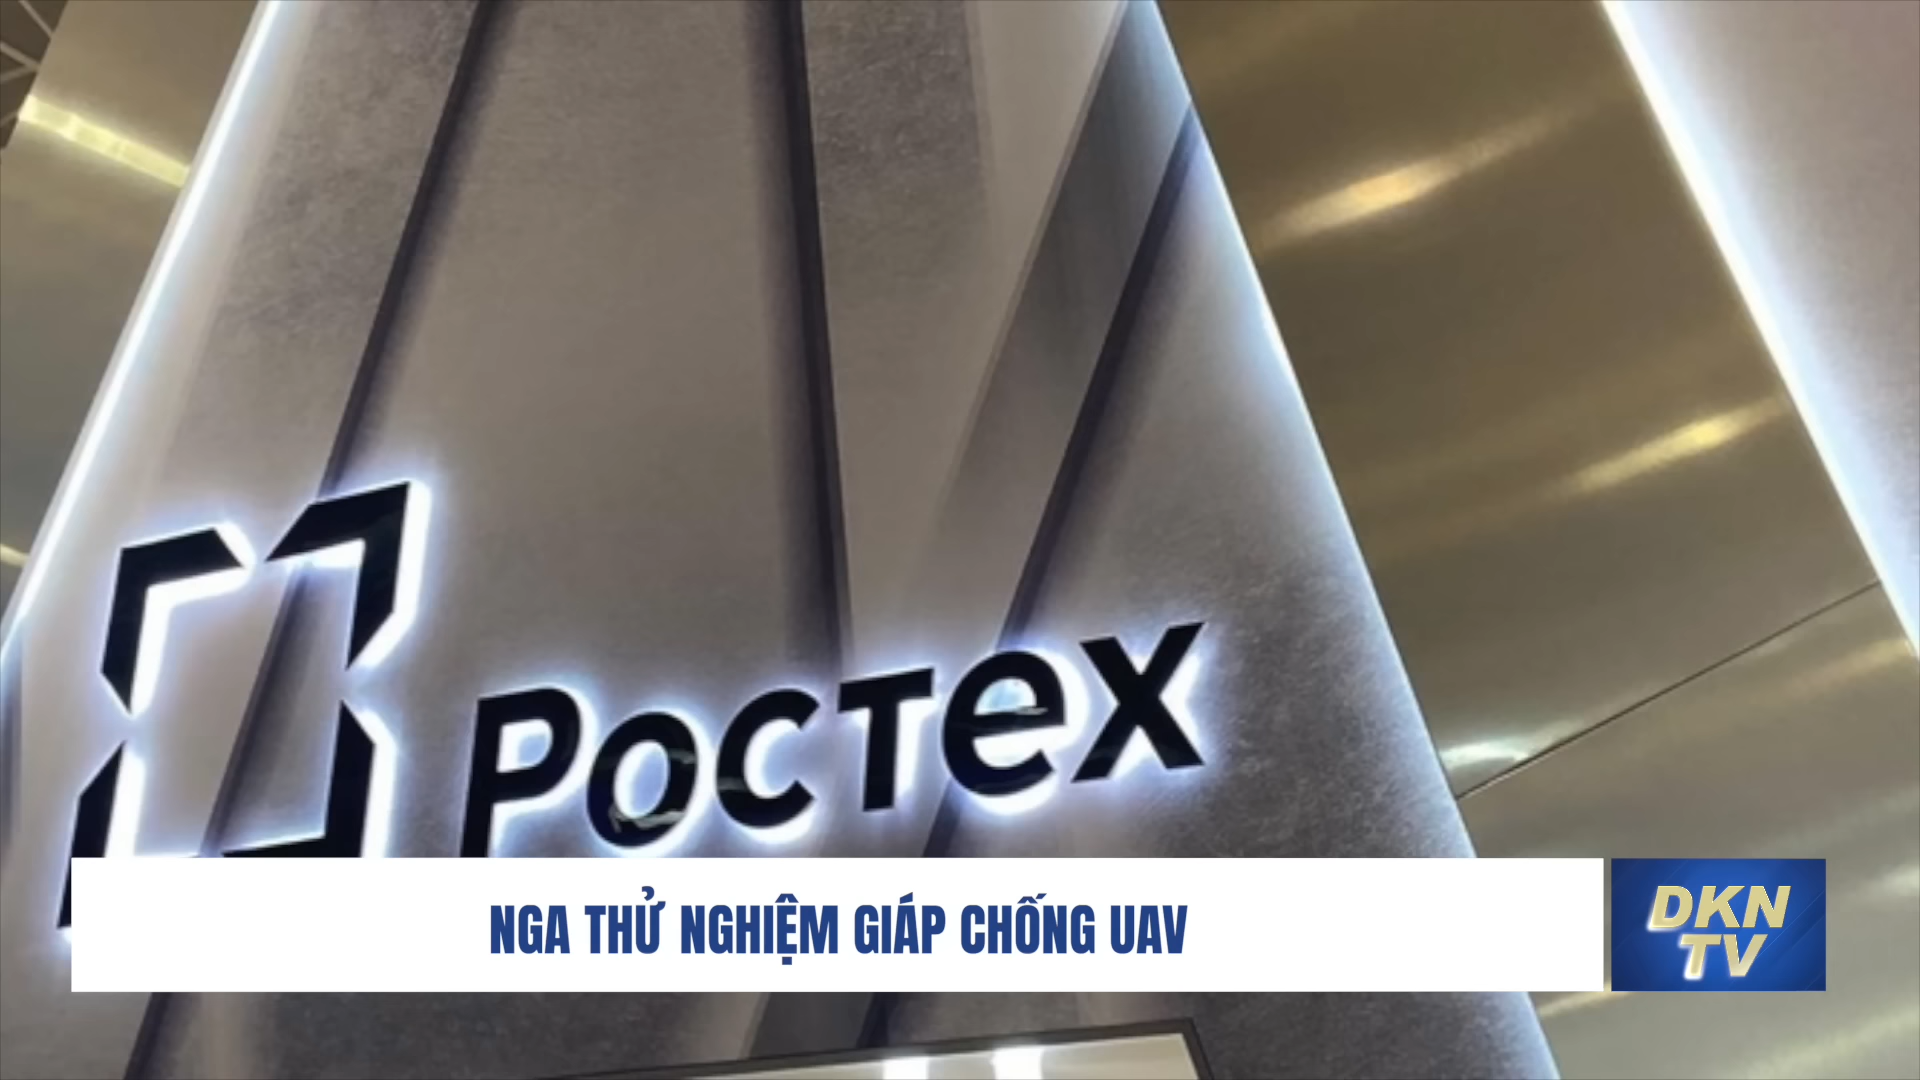 Ростех
NGA THỬ NGHIỆM GIÁP CHỐNG UAV
DKN
TV